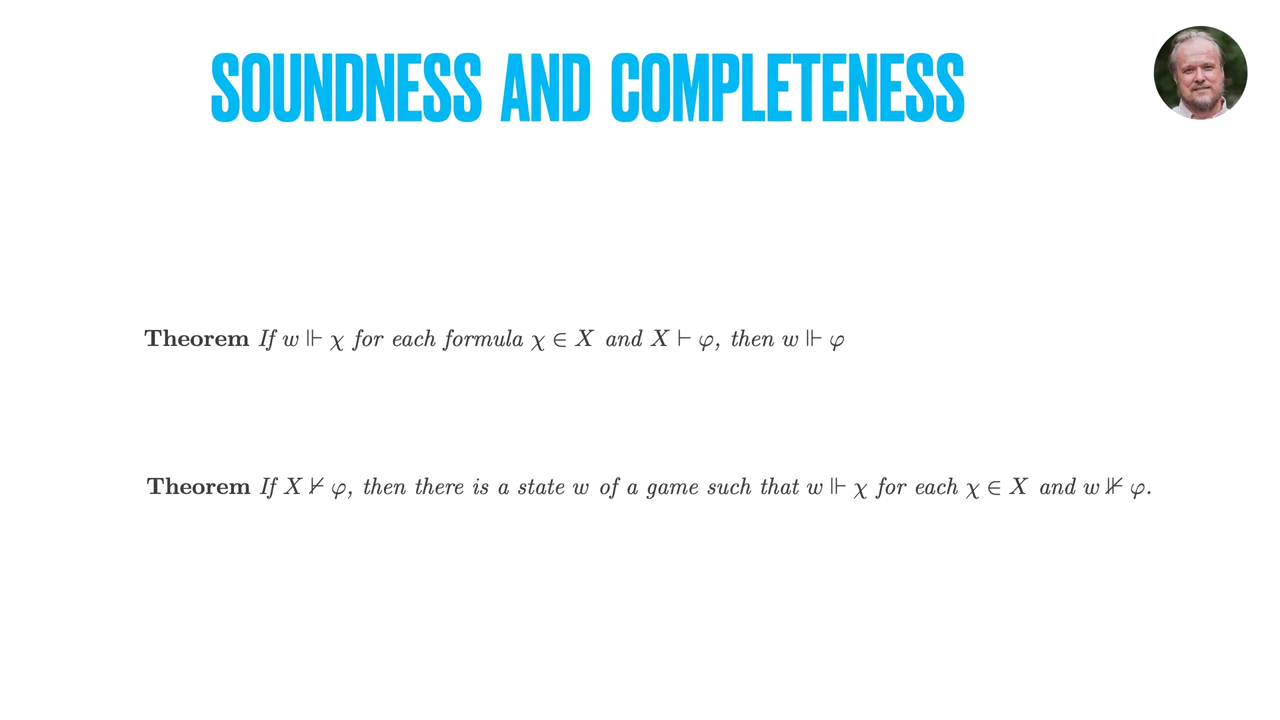 SOUNDNESS AND COMPLETENESS
Theorem If w ⊩ χ for each formula χ ∈ X and X ⊢ φ, then w ⊩ φ
Theorem If X ⊬ φ, then there is a state w of a game such that w ⊩ χ for each χ ∈ X and w ⊮ φ.